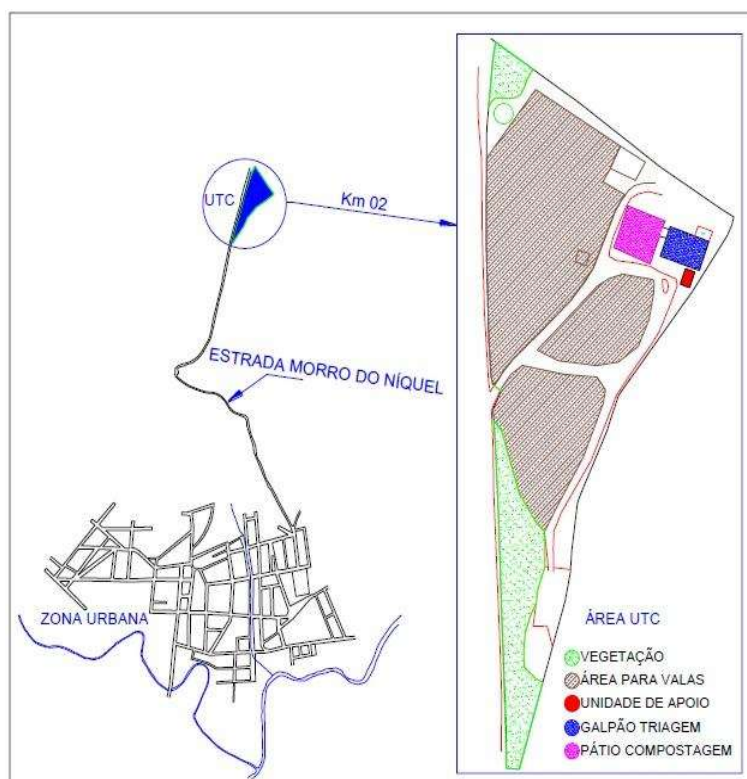 UTC
Km 02
ESTRADA MORRO DO NÍQUEL
ZONA URBANA
ÁREA UTC
VEGETAÇÃO
ÁREA PARA VALAS
UNIDADE DE APOIO
GALPÃO TRIAGEM
PÁTIO COMPOSTAGEM